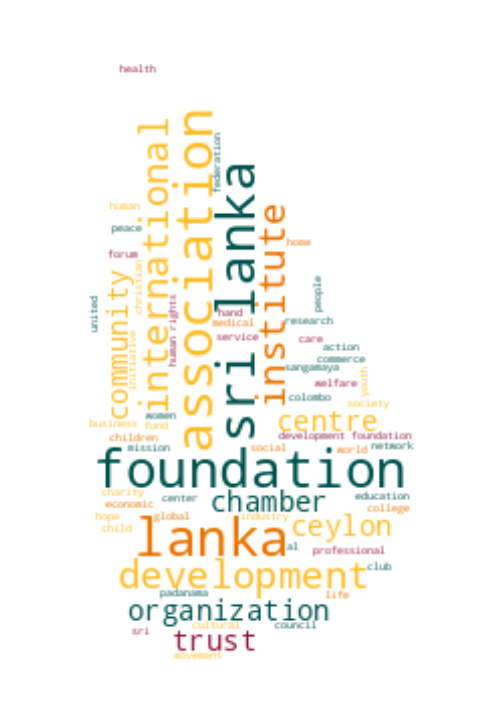 health
association
international
federation
sri lanka
human
institute
peace
home
forum
christian
community
people
united
human rights
hand
medical
research
initiative
service
care
action
commerce
sangamaya
youth
welfare
colombo
society
women
centre
business
fund
children
development foundation
mission
social
world
network
foundation
charity
center
chamber
education
economic
college
hope
global
industry
ceylon
child
lanka
al
professional
development
club
padanama
life
organization
cultural
council
sri
trust
movement